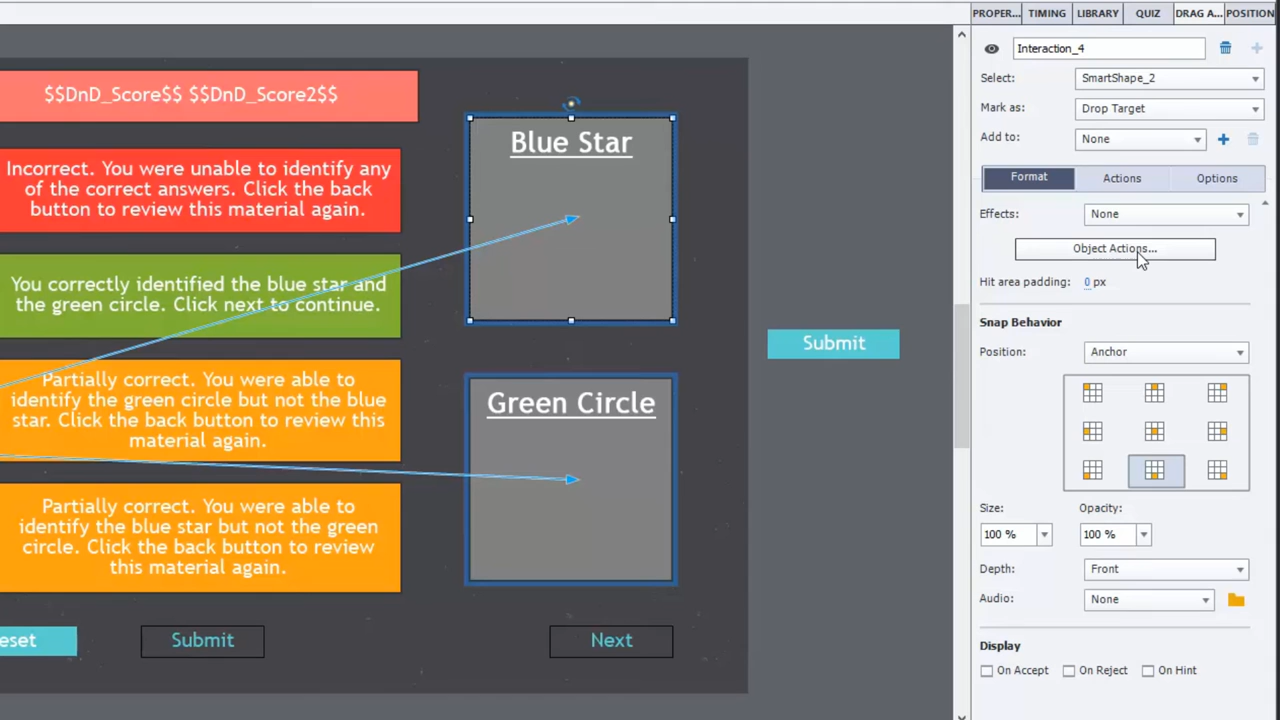 PROPER... TIMING LIBRARY QUIZ DRAG A... POSITION
Interaction_4
Select: SmartShape_2
Mark as: Drop Target
Add to: None
Format Actions Options
Effects: None
Object Actions...
Hit area padding: 0 px
Snap Behavior
Position: Anchor
Size: Opacity:
100 % 100 %
Depth: Front
Audio: None
Display
On Accept On Reject On Hint
$$DnD_Score$$ $$DnD_Score2$$
Incorrect. You were unable to identify any
of the correct answers. Click the back
button to review this material again.
You correctly identified the blue star and
the green circle. Click next to continue.
Partially correct. You were able to
identify the green circle but not the blue
star. Click the back button to review this
material again.
Partially correct. You were able to
identify the blue star but not the green
circle. Click the back button to review
this material again.
Blue Star
Green Circle
Submit
eset
Submit
Next